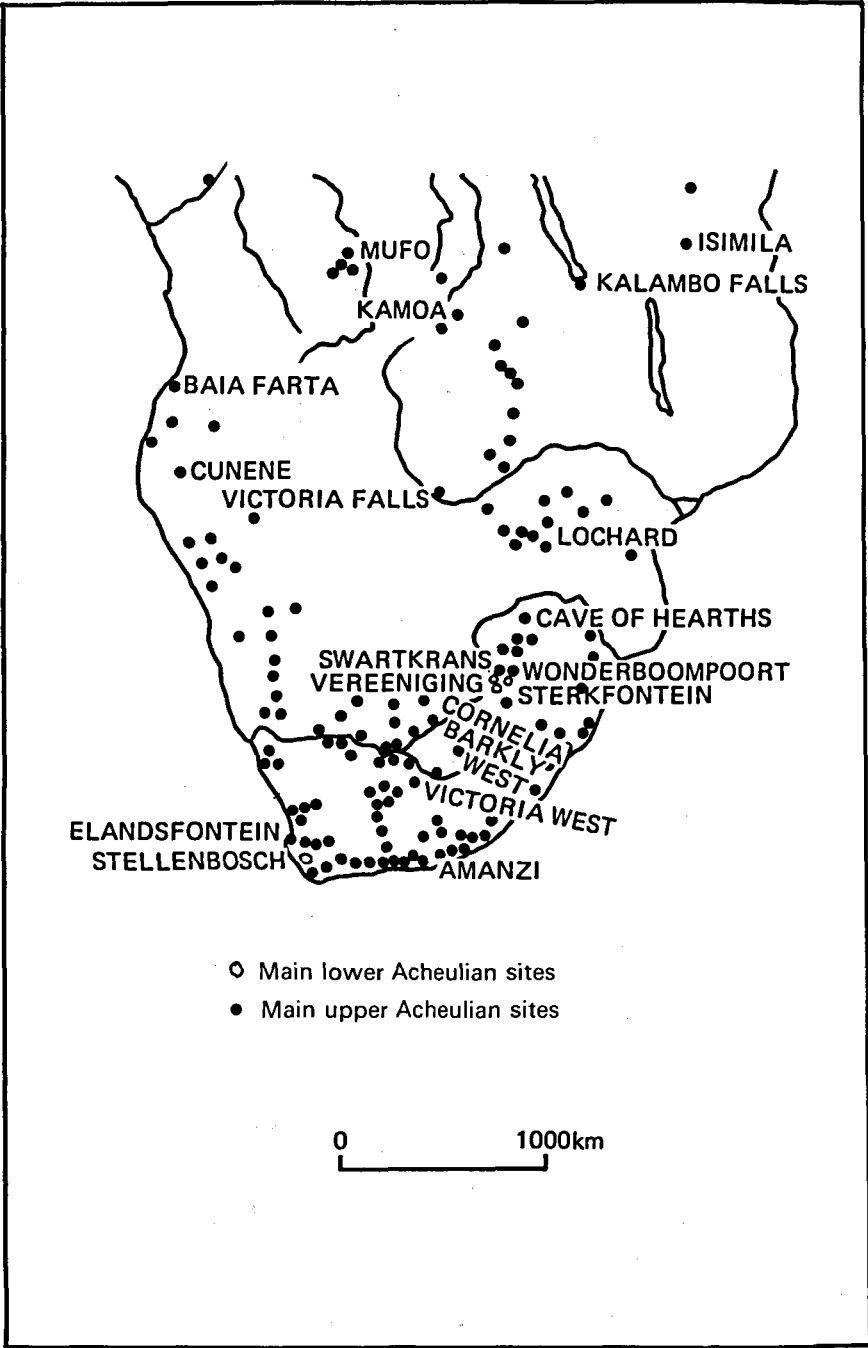 MUFO
ISIMILA
KALAMBO FALLS
KAMOA
BAIA FARTA
CUNENE
VICTORIA FALLS
LOCHARD
CAVE OF HEARTHS
SWARTKRANS
WONDERBOOMPOORT
VEREENIGING
STERKFONTEIN
CORNELIA
BARKLY
WEST
VICTORIA WEST
ELANDSFONTEIN
STELLENBOSCH
AMANZI
Main lower Acheulian sites
Main upper Acheulian sites
0 1000km